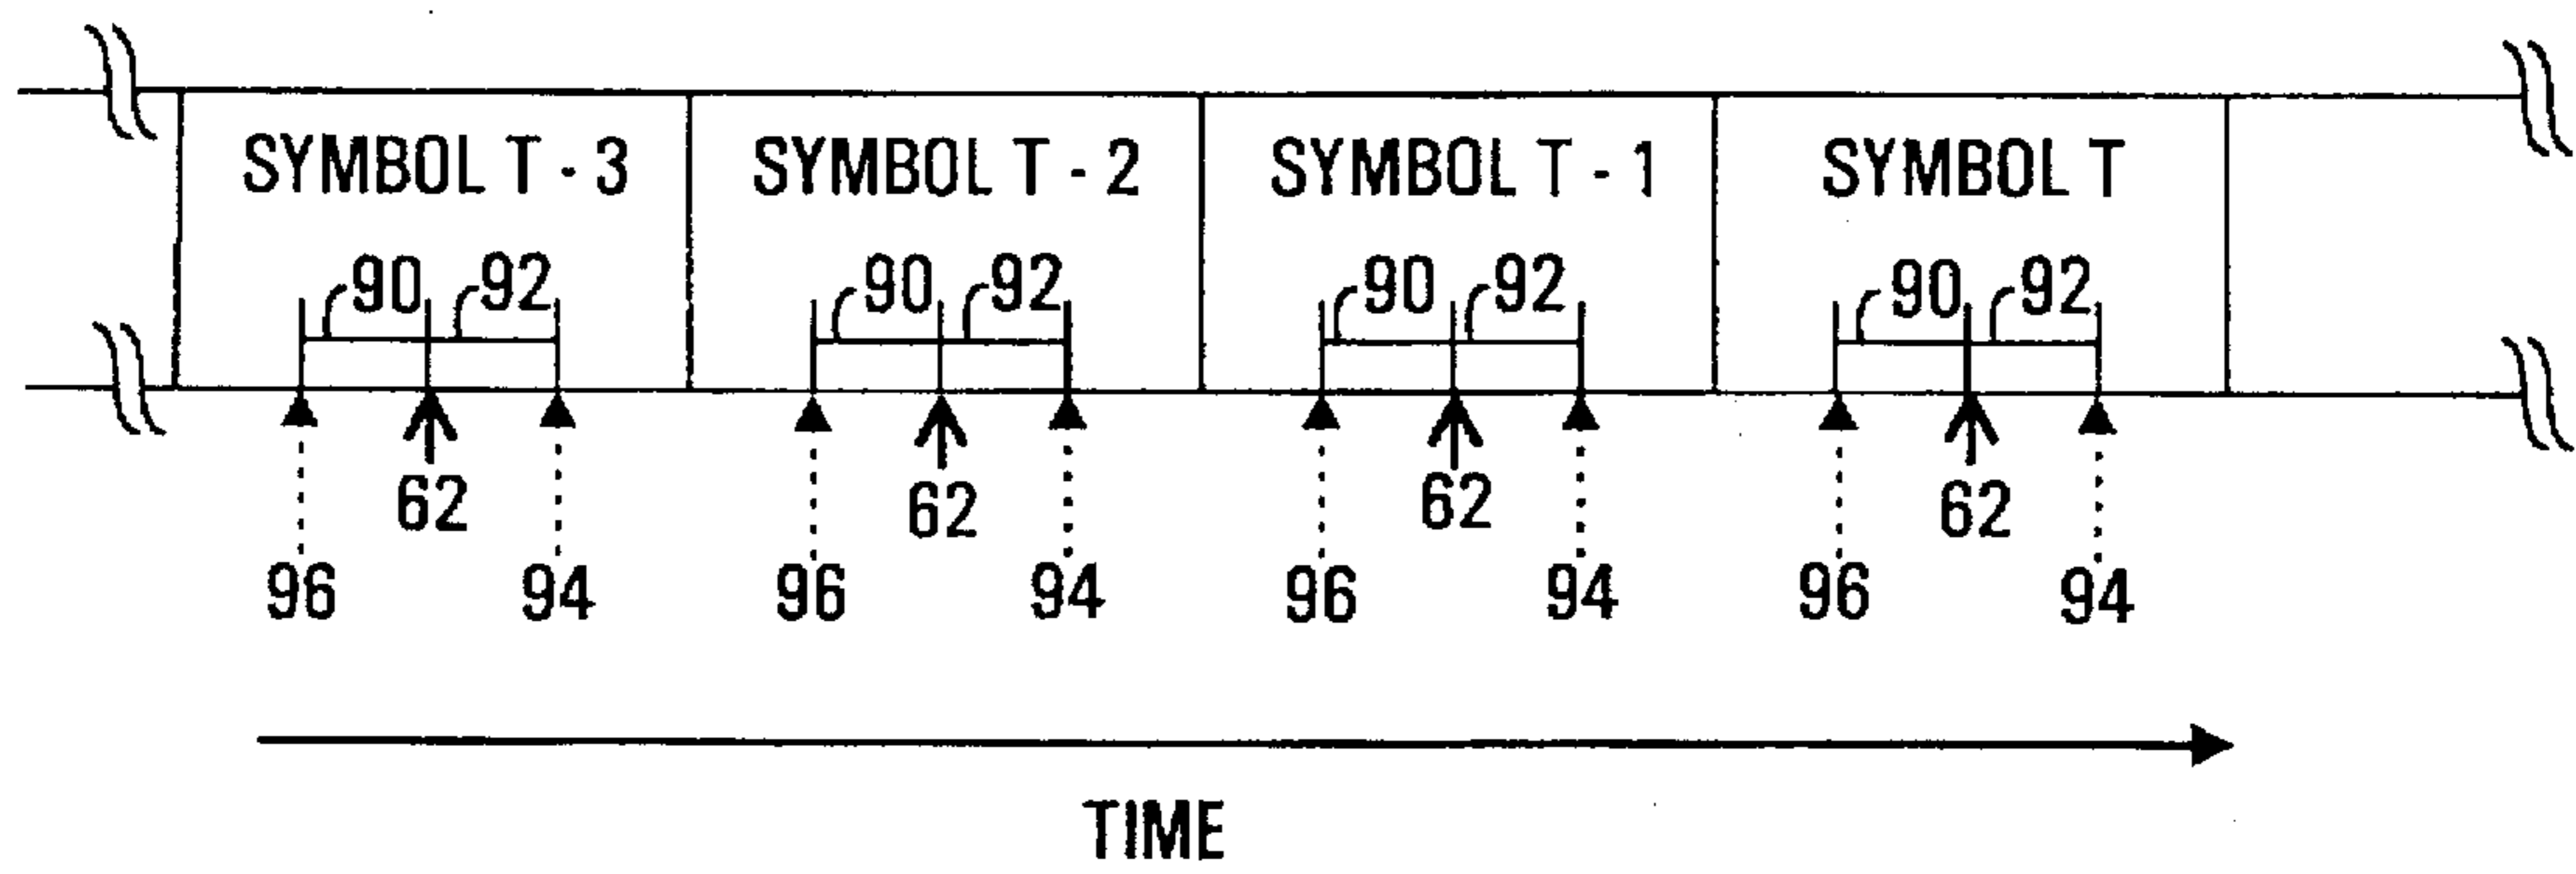 SYMBOL T - 3 SYMBOL T - 2 SYMBOL T - 1 SYMBOL T
90 92 90 92 90 92 90 92
62 62 62 62
96 94 96 94 96 94 96 94
TIME